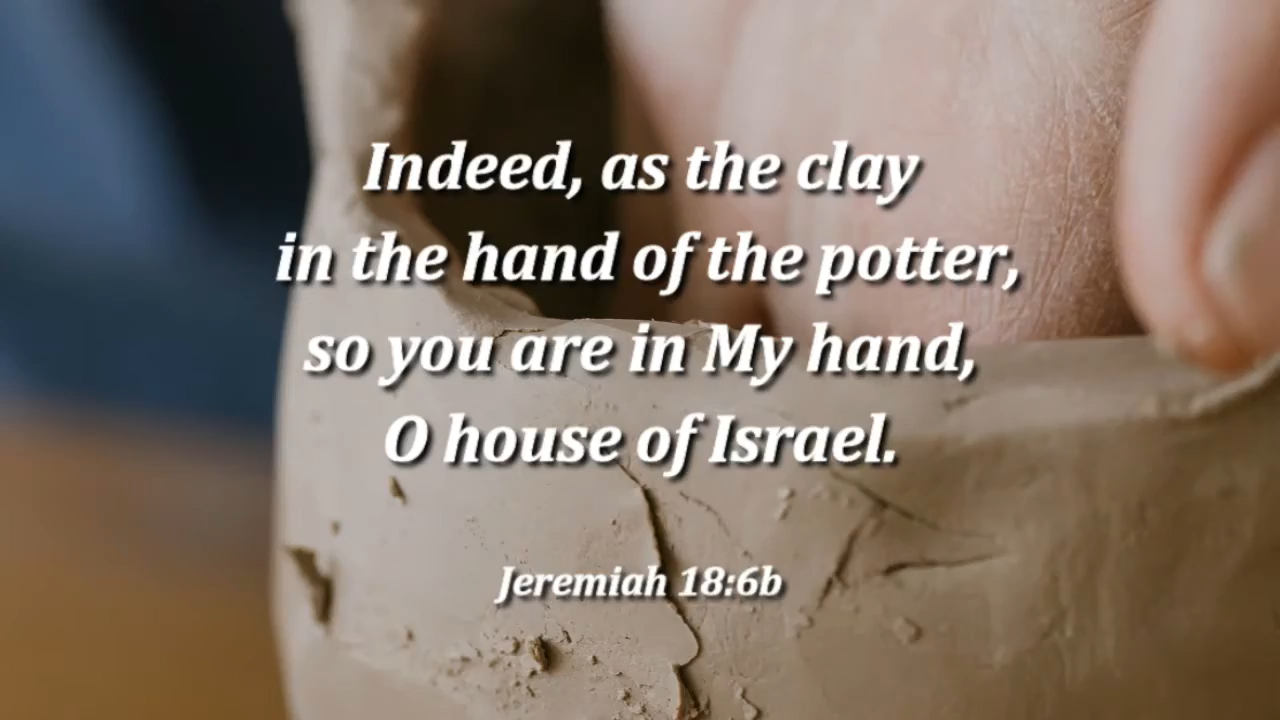 Indeed, as the clay
in the hand of the potter,
so you are in My hand,
O house of Israel.
Jeremiah 18:6b